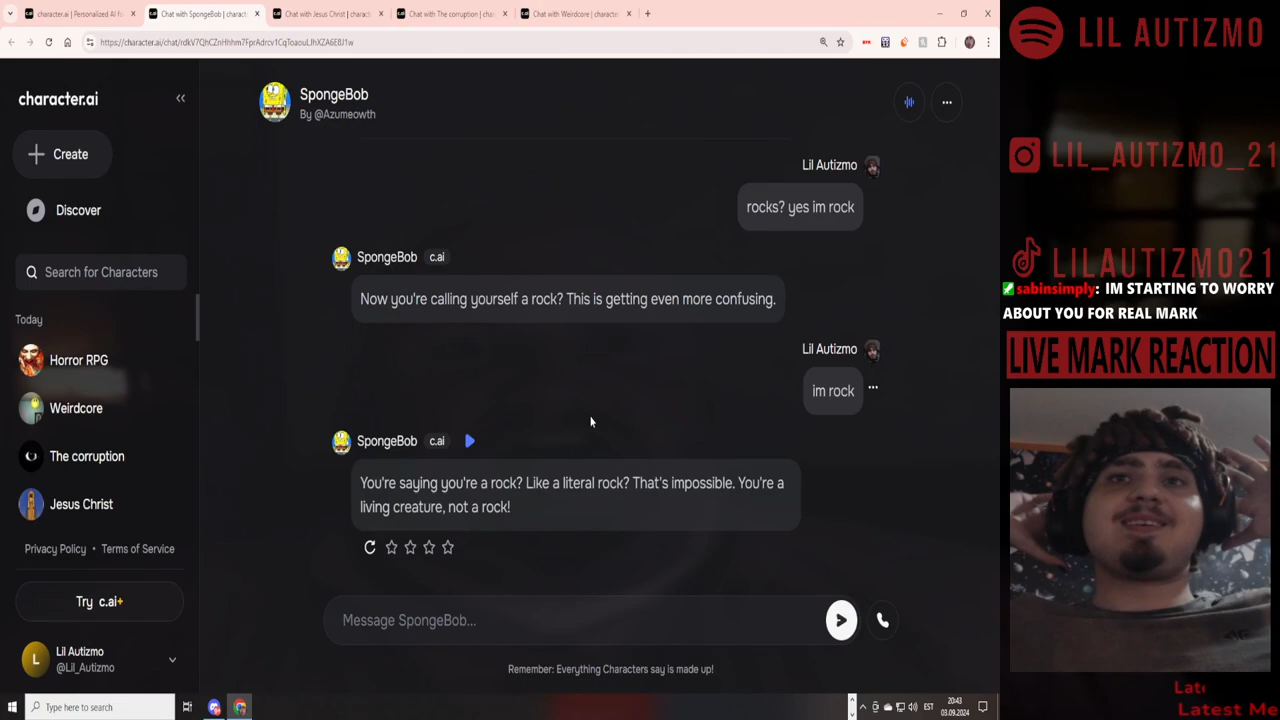 character.ai | Personalized AI fo
Chat with SpongeBob | charact
Chat with Jesus Christ | charac
Chat with The corruption | cha
Chat with Weirdcore | characte
https://character.ai/chat/rdkV7QhCZnHhhm7FprAdrcv1CqToaouLJhXZA6E8J1w
character.ai
Create
Discover
Search for Characters
Today
Horror RPG
Weirdcore
The corruption
Jesus Christ
Privacy Policy • Terms of Service
Try c.ai+
L
Lil Autizmo
@Lil_Autizmo
SpongeBob
By @Azumeowth
Lil Autizmo
rocks? yes im rock
SpongeBob c.ai
Now you're calling yourself a rock? This is getting even more confusing.
Lil Autizmo
im rock
SpongeBob c.ai
You're saying you're a rock? Like a literal rock? That's impossible. You're a
living creature, not a rock!
Message SpongeBob...
Remember: Everything Characters say is made up!
Type here to search
EST
20:43
03.09.2024
LIL AUTIZMO
LIL_AUTIZMO_21
LILAUTIZMO21
sabinsimply: IM STARTING TO WORRY
ABOUT YOU FOR REAL MARK
LIVE MARK REACTION
Late
Latest Me